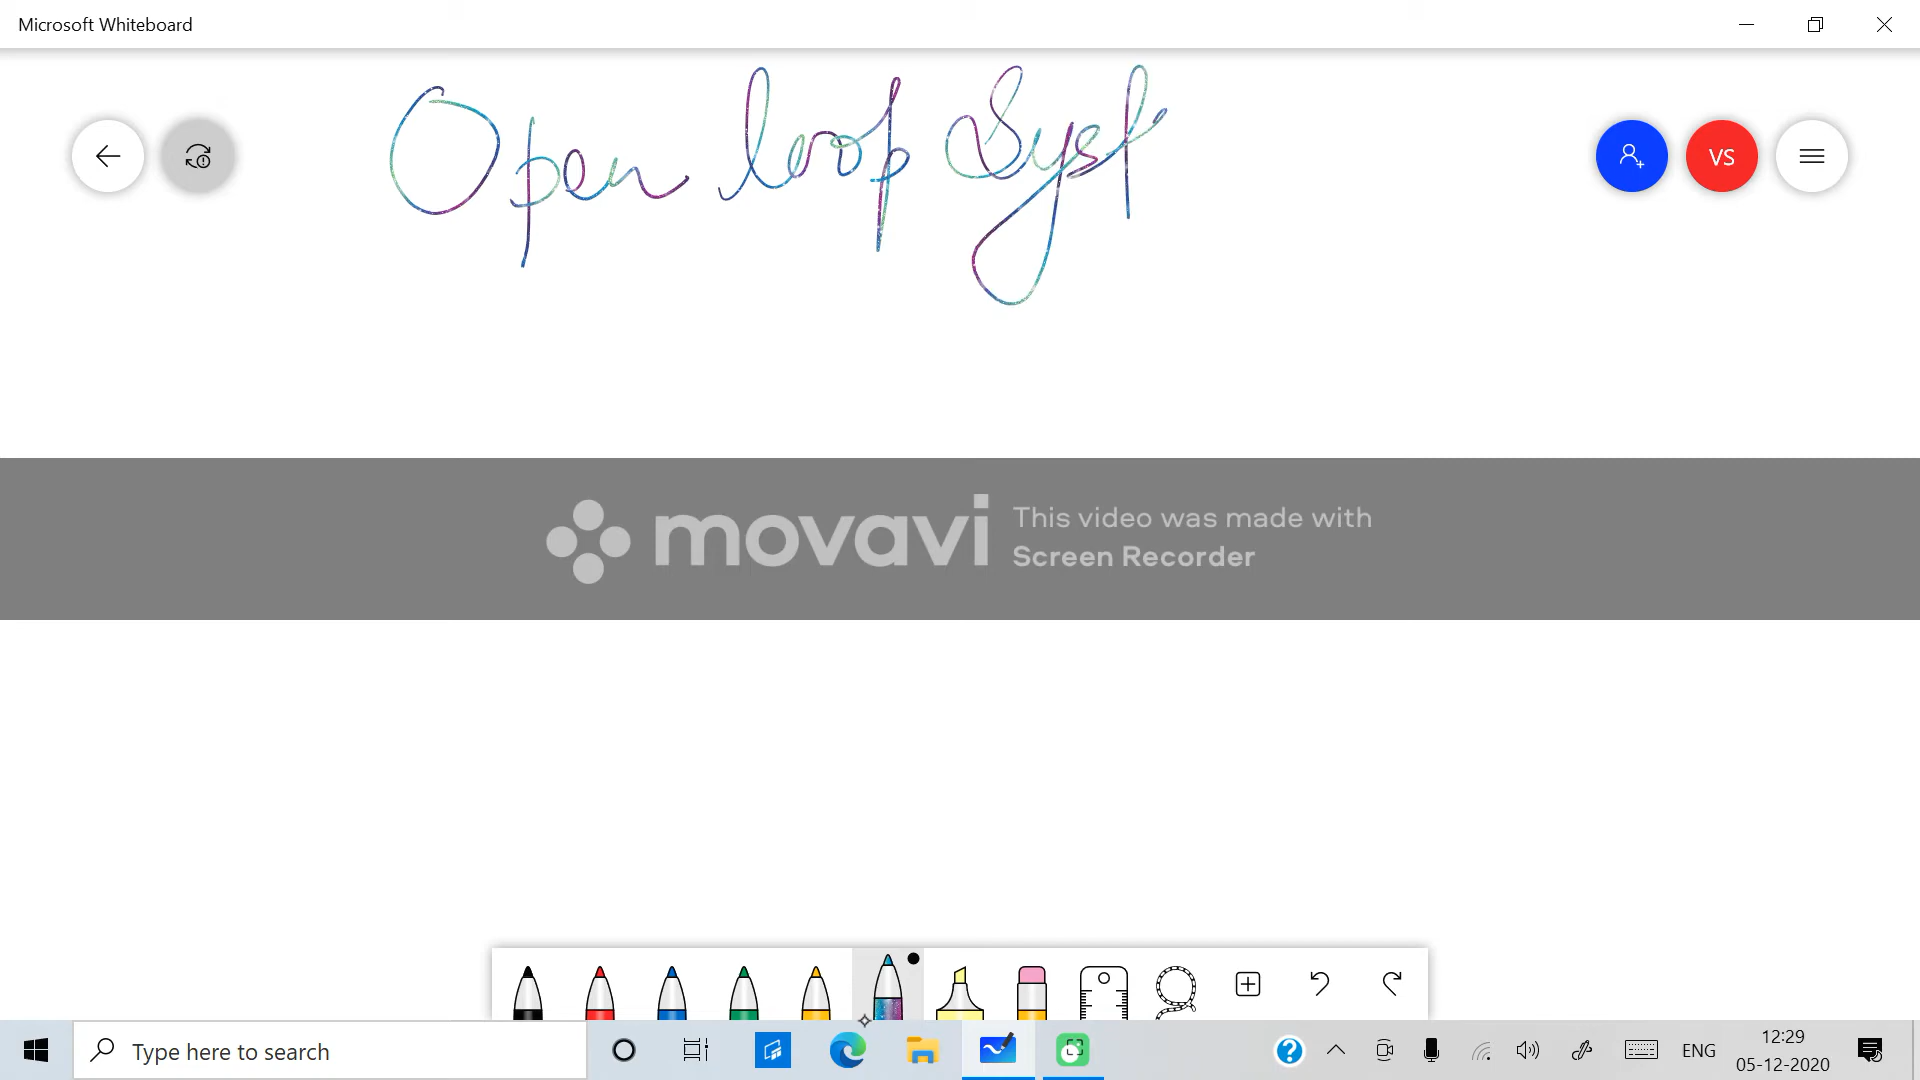 Microsoft Whiteboard
Open loop Syst
VS
movavi This video was made with
Screen Recorder
Type here to search
ENG
12:29
05-12-2020